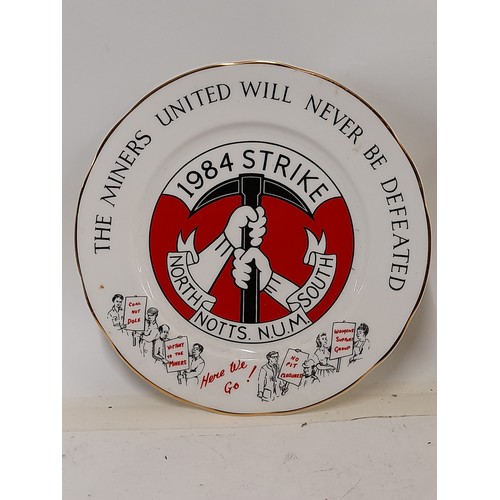 THE MINERS UNITED WILL NEVER BE DEFEATED
1984 STRIKE
NORTH
SOUTH
NOTTS. N.U.M
COAL
NOT
DOLE
VICTORY
TO THE
MINERS
Here We
Go!
NO
PIT
CLOSURES
WOMENS
SUPPORT
GROUP